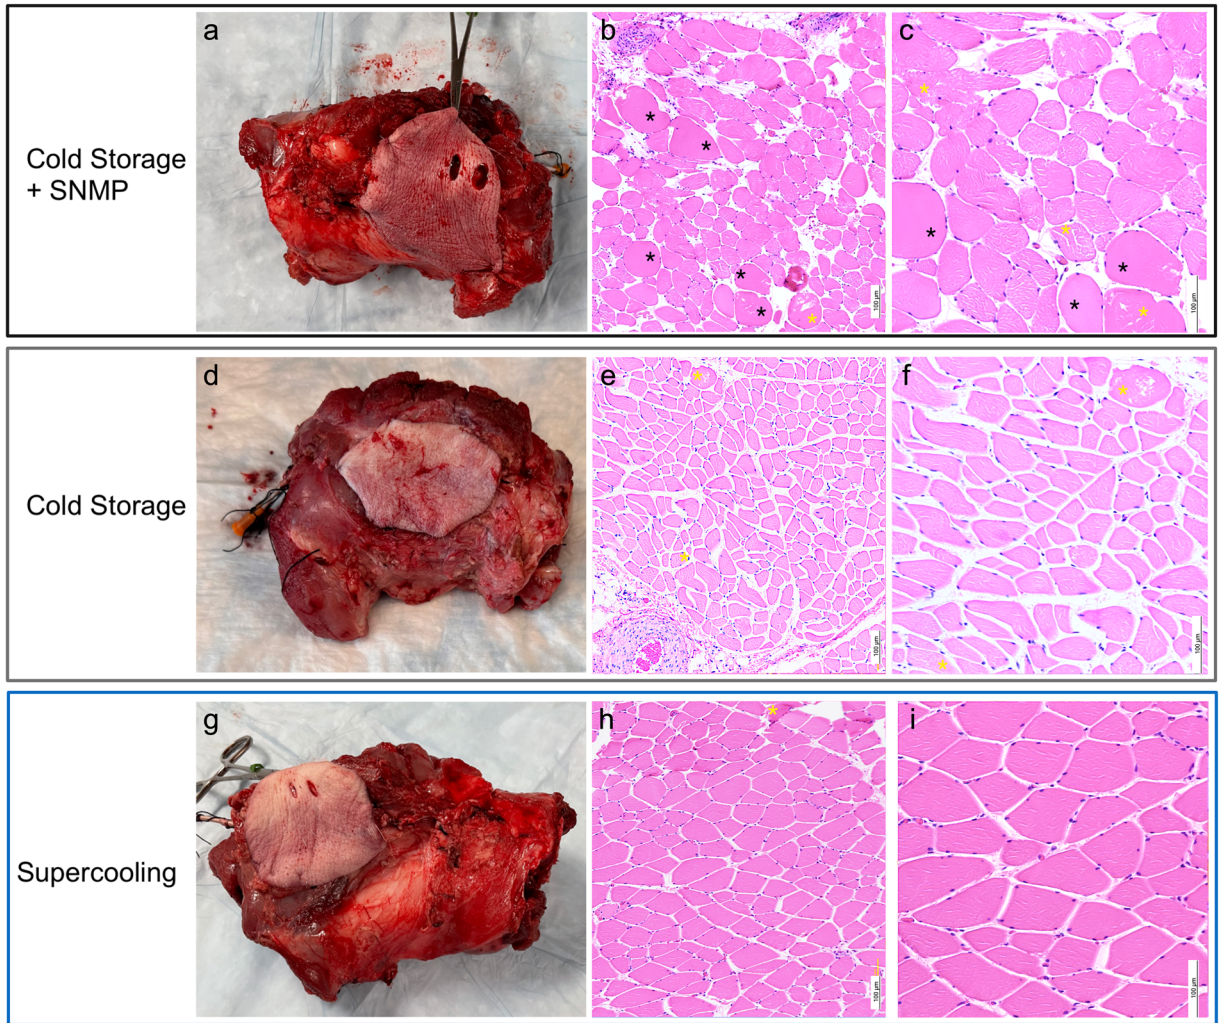 a
b
c
Cold Storage
+ SNMP
*
*
*
*
*
*
*
*
*
*
*
*
100 µm
100 µm
d
e
f
Cold Storage
*
*
*
*
100 µm
100 µm
g
h
i
Supercooling
*
100 µm
100 µm